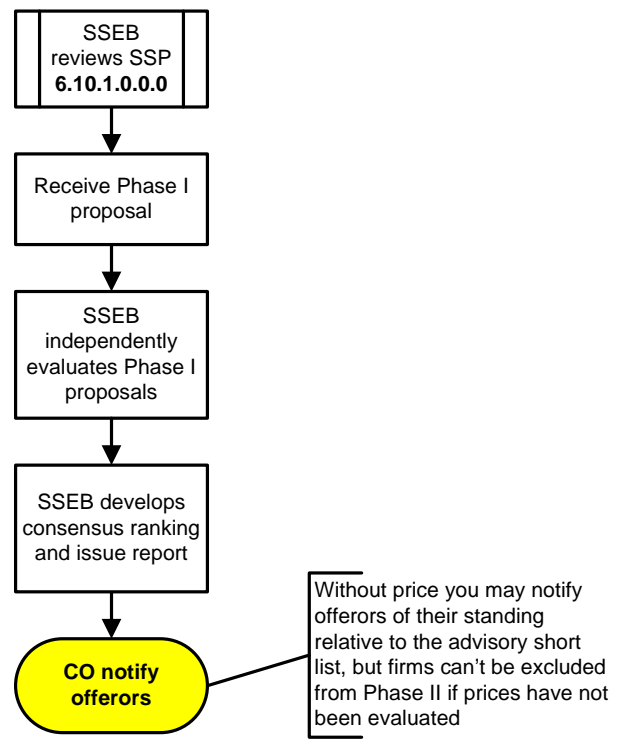 SSEB
reviews SSP
6.10.1.0.0.0
Receive Phase I
proposal
SSEB
independently
evaluates Phase I
proposals
SSEB develops
consensus ranking
and issue report
CO notify
offerors
Without price you may notify
offerors of their standing
relative to the advisory short
list, but firms can't be excluded
from Phase II if prices have not
been evaluated